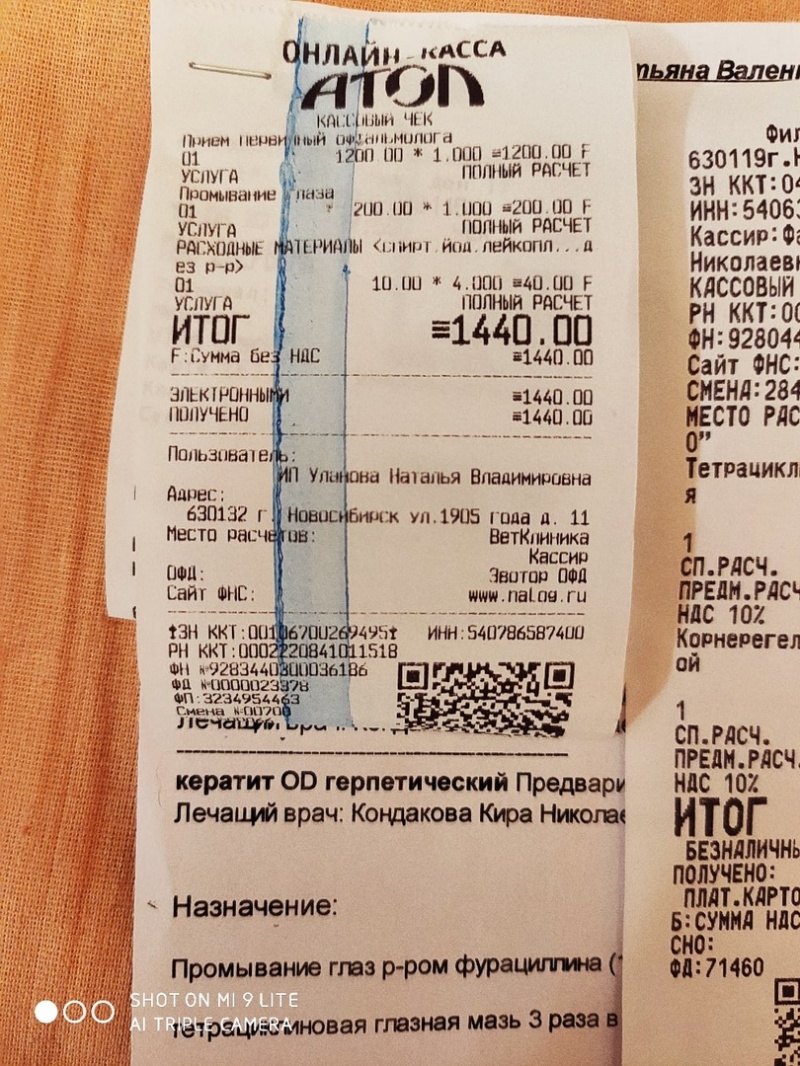 ОНЛАЙН-КАССА
АТОЛ
КАССОВЫЙ ЧЕК
Прием первичный офтальмолога
01 1200.00 * 1.000 ≡1200.00 F
УСЛУГА ПОЛНЫЙ РАСЧЕТ
Промывание глаза
01 200.00 * 1.000 ≡200.00 F
УСЛУГА ПОЛНЫЙ РАСЧЕТ
РАСХОДНЫЕ МАТЕРИАЛЫ <спирт.йод.лейкопл...д
ез р-р>
01 10.00 * 4.000 ≡40.00 F
УСЛУГА ПОЛНЫЙ РАСЧЕТ
ИТОГ ≡1440.00
F:Сумма без НДС ≡1440.00
ЭЛЕКТРОННЫМИ ≡1440.00
ПОЛУЧЕНО ≡1440.00
Пользователь:
ИП Уланова Наталья Владимировна
Адрес:
630132 г. Новосибирск ул.1905 года д. 11
Место расчетов: ВетКлиника
Кассир
ОФД: Эвотор ОФД
Сайт ФНС: www.nalog.ru
ЗН ККТ:00106700269495 ИНН:540786587400
РН ККТ:0002220841011518
ФН №9283440300036186
ФД №0000023378
ФП:3234954463
Смена №00700
Лечащий врач:
кератит OD герпетический Предвари
Лечащий врач: Кондакова Кира Николае
Назначение:
Промывание глаз р-ром фурациллина (
тетрациклиновая глазная мазь 3 раза в
тьяна Вален
Фил
630119г.Н
ЗН ККТ:04
ИНН:5406
Кассир:Фа
Николаевн
КАССОВЫЙ
РН ККТ:00
ФН:928044
Сайт ФНС:
СМЕНА:284
МЕСТО РАС
О"
Тетрацикл
я
1
СП.РАСЧ.
ПРЕДМ.РАСЧ
НДС 10%
Корнерегел
ой
1
СП.РАСЧ.
ПРЕДМ.РАСЧ
НДС 10%
ИТОГ
БЕЗНАЛИЧНЫ
ПОЛУЧЕНО:
ПЛАТ.КАРТО
Б:СУММА НДС
СНО:
ФД:71460
SHOT ON MI 9 LITE
AI TRIPLE CAMERA